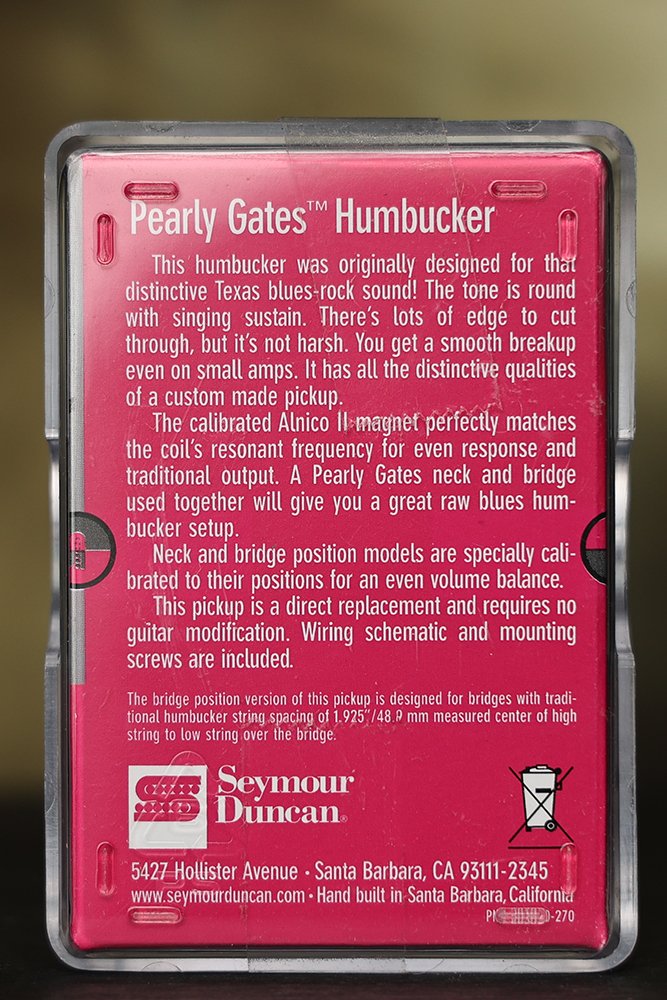 Pearly Gates™ Humbucker
This humbucker was originally designed for that
distinctive Texas blues-rock sound! The tone is round
with singing sustain. There's lots of edge to cut
through, but it's not harsh. You get a smooth breakup
even on small amps. It has all the distinctive qualities
of a custom made pickup.
The calibrated Alnico II magnet perfectly matches
the coil's resonant frequency for even response and
traditional output. A Pearly Gates neck and bridge
used together will give you a great raw blues hum-
bucker setup.
Neck and bridge position models are specially cali-
brated to their positions for an even volume balance.
This pickup is a direct replacement and requires no
guitar modification. Wiring schematic and mounting
screws are included.
The bridge position version of this pickup is designed for bridges with tradi-
tional humbucker string spacing of 1.925"/48.9 mm measured center of high
string to low string over the bridge.
Seymour
Duncan®
5427 Hollister Avenue • Santa Barbara, CA 93111-2345
www.seymourduncan.com • Hand built in Santa Barbara, California